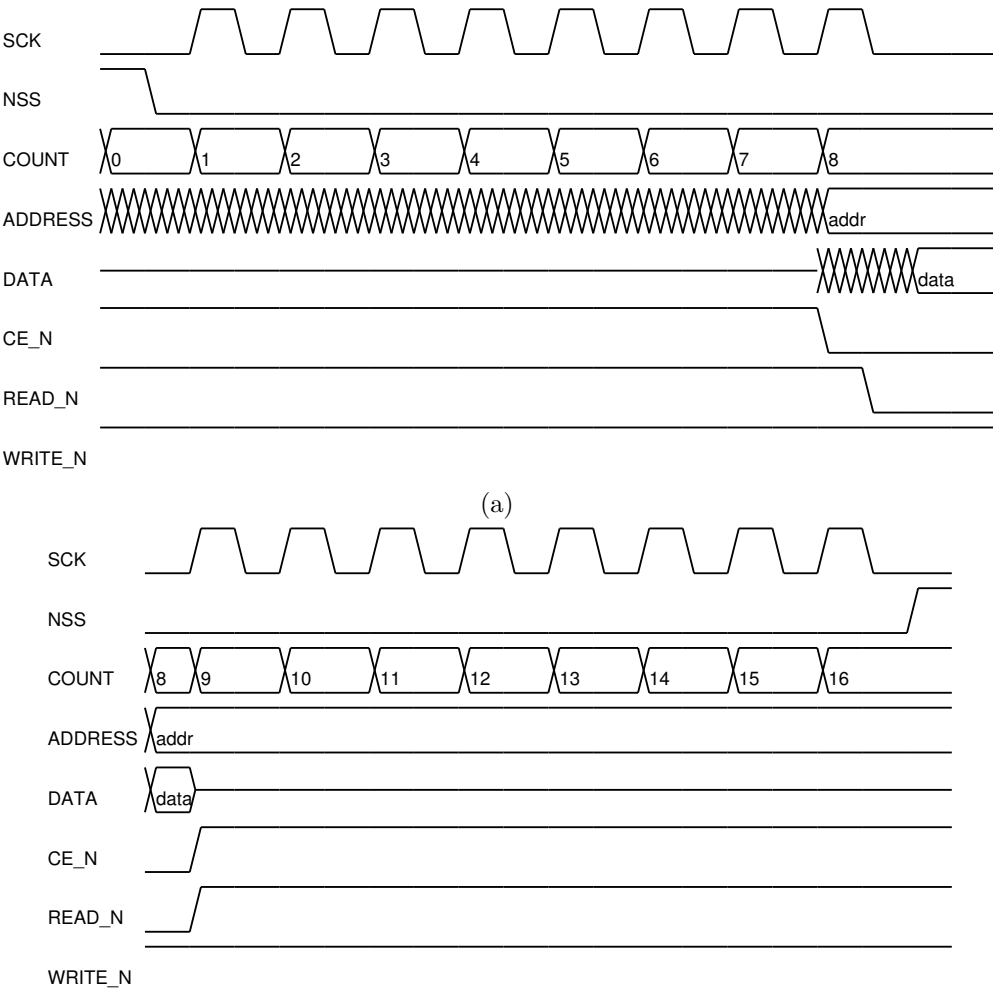 SCK
NSS
COUNT 0 1 2 3 4 5 6 7 8
ADDRESS addr
DATA data
CE_N
READ_N
WRITE_N
(a)
SCK
NSS
COUNT 8 9 10 11 12 13 14 15 16
ADDRESS addr
DATA data
CE_N
READ_N
WRITE_N